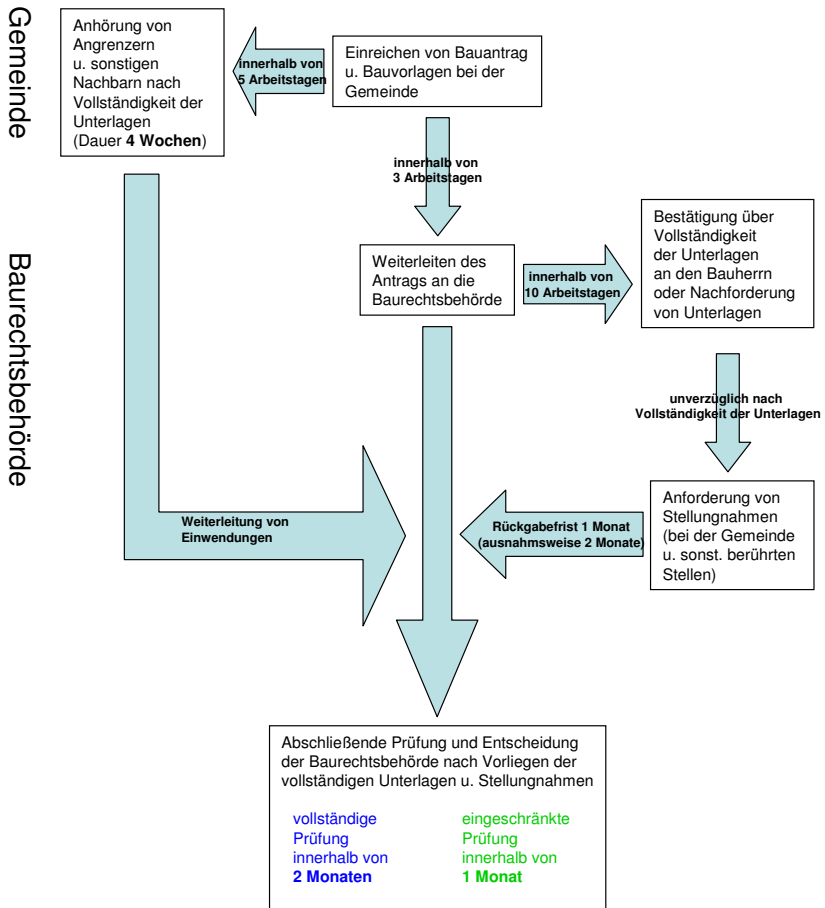 Gemeinde
Anhörung von
Angrenzern
u. sonstigen
Nachbarn nach
Vollständigkeit der
Unterlagen
(Dauer 4 Wochen)
innerhalb von
5 Arbeitstagen
Einreichen von Bauantrag
u. Bauvorlagen bei der
Gemeinde
innerhalb von
3 Arbeitstagen
Baurechtsbehörde
Weiterleiten des
Antrags an die
Baurechtsbehörde
innerhalb von
10 Arbeitstagen
Bestätigung über
Vollständigkeit
der Unterlagen
an den Bauherrn
oder Nachforderung
von Unterlagen
unverzüglich nach
Vollständigkeit der Unterlagen
Weiterleitung von
Einwendungen
Rückgabefrist 1 Monat
(ausnahmsweise 2 Monate)
Anforderung von
Stellungnahmen
(bei der Gemeinde
u. sonst. berührten
Stellen)
Abschließende Prüfung und Entscheidung
der Baurechtsbehörde nach Vorliegen der
vollständigen Unterlagen u. Stellungnahmen
vollständige
Prüfung
innerhalb von
2 Monaten
eingeschränkte
Prüfung
innerhalb von
1 Monat